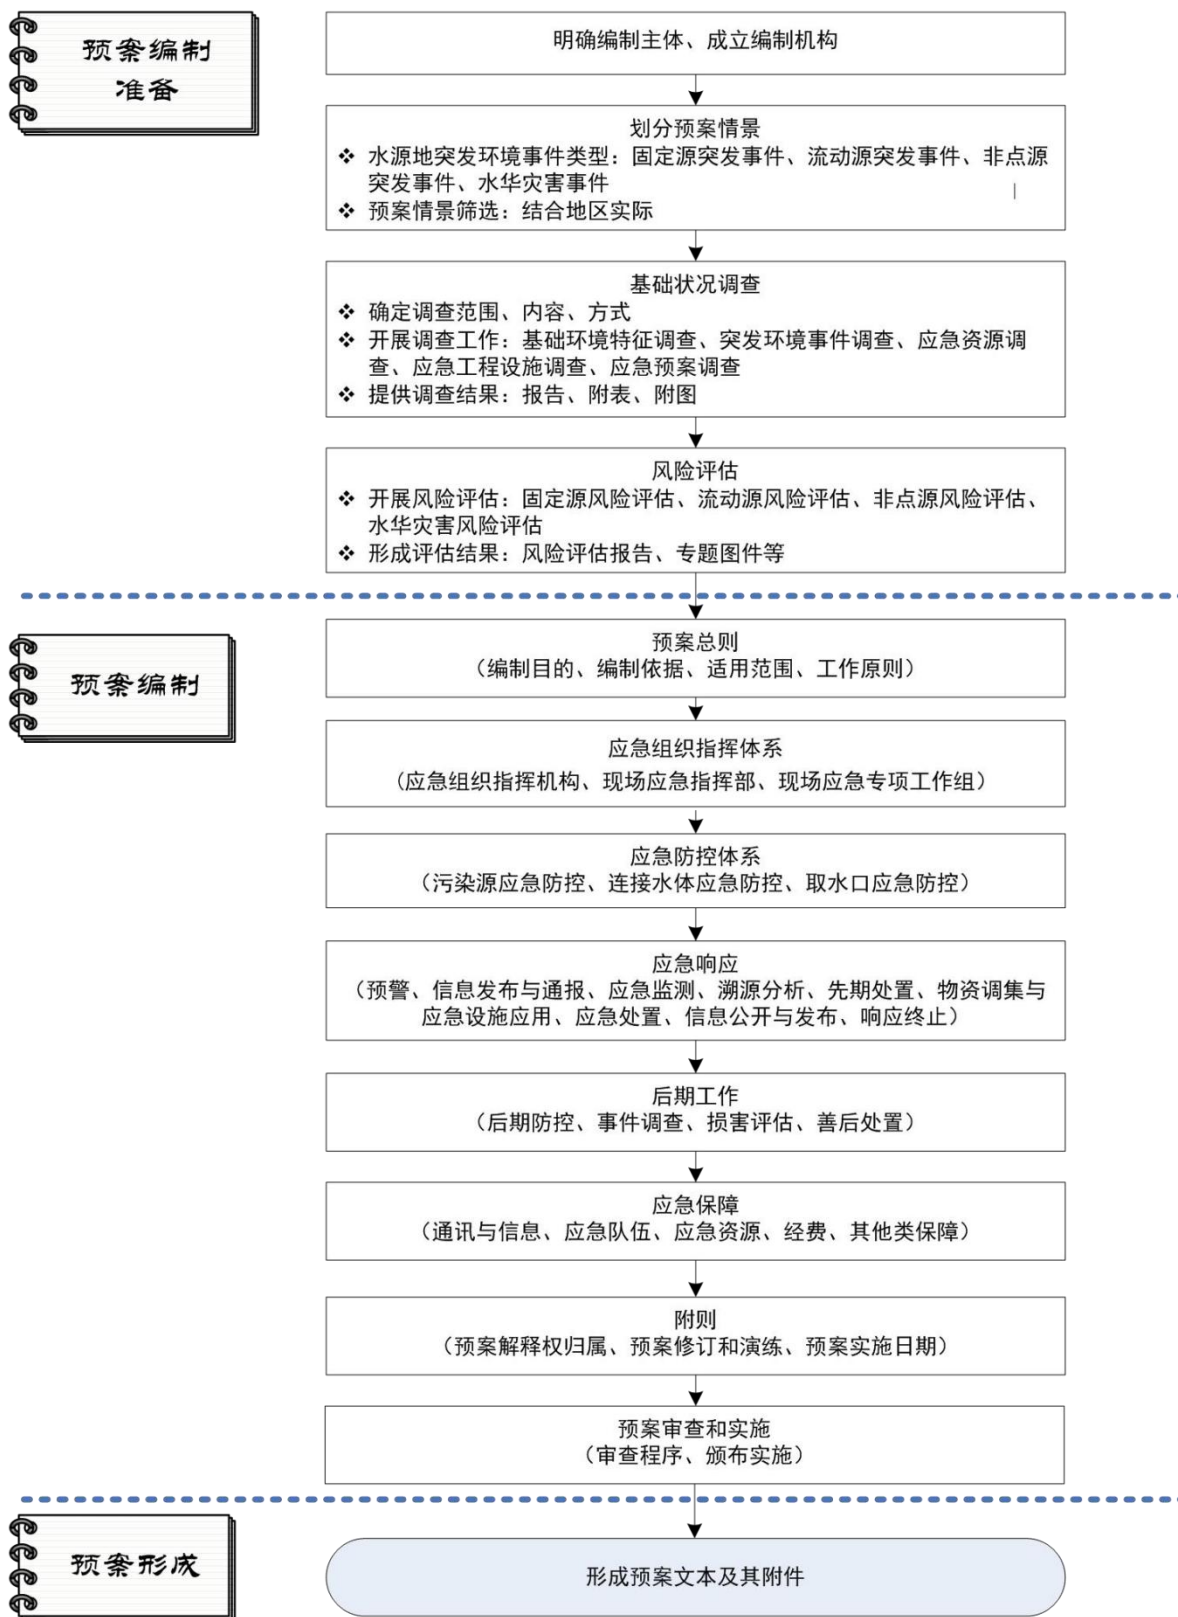 预案编制
准备
明确编制主体、成立编制机构
划分预案情景
❖ 水源地突发环境事件类型：固定源突发事件、流动源突发事件、非点源
突发事件、水华灾害事件
❖ 预案情景筛选：结合地区实际
基础状况调查
❖ 确定调查范围、内容、方式
❖ 开展调查工作：基础环境特征调查、突发环境事件调查、应急资源调
查、应急工程设施调查、应急预案调查
❖ 提供调查结果：报告、附表、附图
风险评估
❖ 开展风险评估：固定源风险评估、流动源风险评估、非点源风险评估、
水华灾害风险评估
❖ 形成评估结果：风险评估报告、专题图件等
预案编制
预案总则
（编制目的、编制依据、适用范围、工作原则）
应急组织指挥体系
（应急组织指挥机构、现场应急指挥部、现场应急专项工作组）
应急防控体系
（污染源应急防控、连接水体应急防控、取水口应急防控）
应急响应
（预警、信息发布与通报、应急监测、溯源分析、先期处置、物资调集与
应急设施应用、应急处置、信息公开与发布、响应终止）
后期工作
（后期防控、事件调查、损害评估、善后处置）
应急保障
（通讯与信息、应急队伍、应急资源、经费、其他类保障）
附则
（预案解释权归属、预案修订和演练、预案实施日期）
预案审查和实施
（审查程序、颁布实施）
预案形成
形成预案文本及其附件